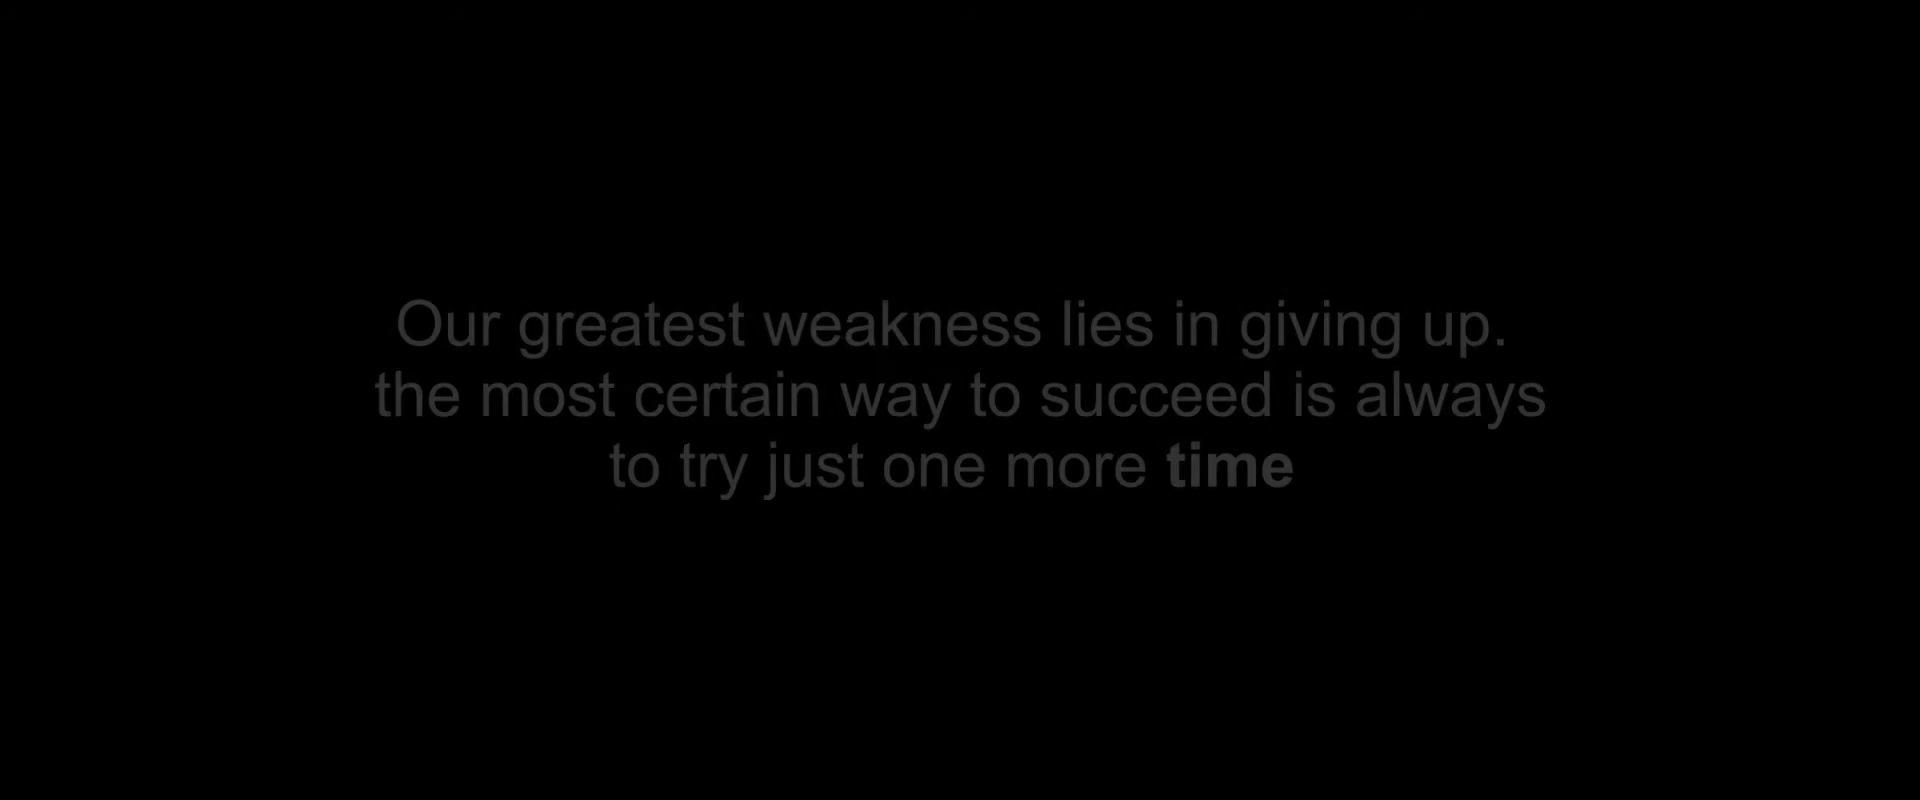 Our greatest weakness lies in giving up.
the most certain way to succeed is always
to try just one more time